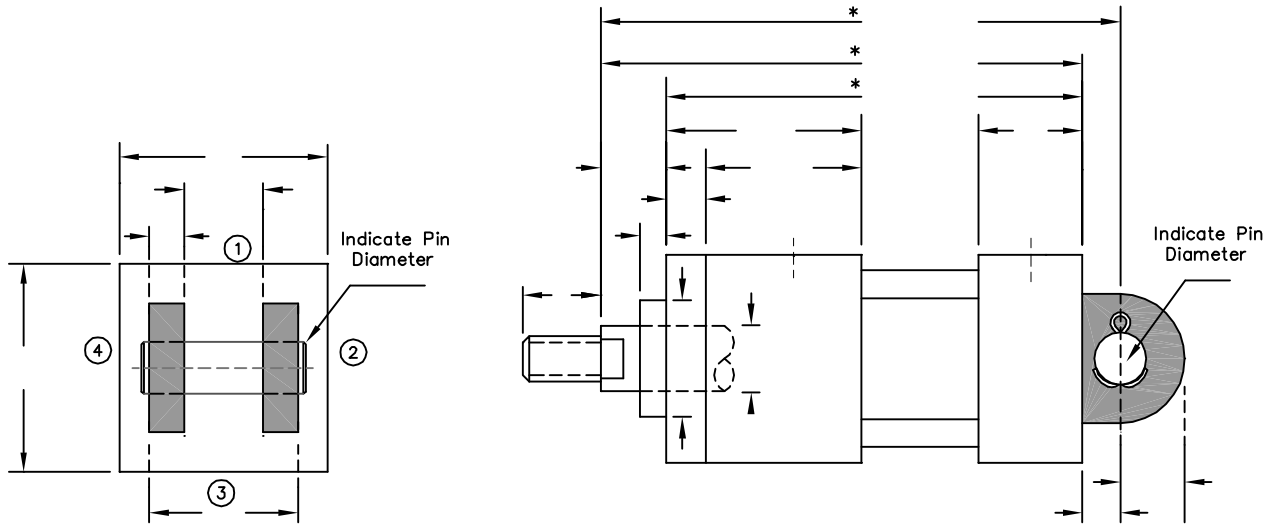 *
*
*
①
Indicate Pin
Diameter
Indicate Pin
Diameter
④
②
③